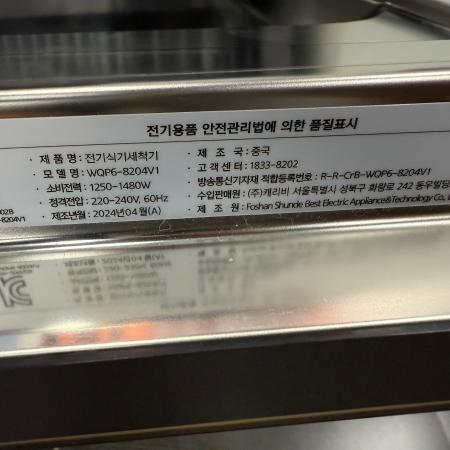 전기용품 안전관리법에 의한 품질표시
· 제품명 : 전기식기세척기
· 모델명 : WQP6-8204V1
· 소비전력 : 1250-1480W
· 정격전압 : 220-240V, 60Hz
· 제조년월 : 2024년04월(A)
· 제조국 : 중국
· 고객센터 : 1833-8202
· 방송통신기자재 적합등록번호 : R-R-CrB-WQP6-8204V1
· 수입판매원 : (주)캐리비 서울특별시 성북구 화랑로 242 동우빌딩
· 제조원 : Foshan Shunde Best Electric Appliance&Technology Co.,
02B
-8204V1